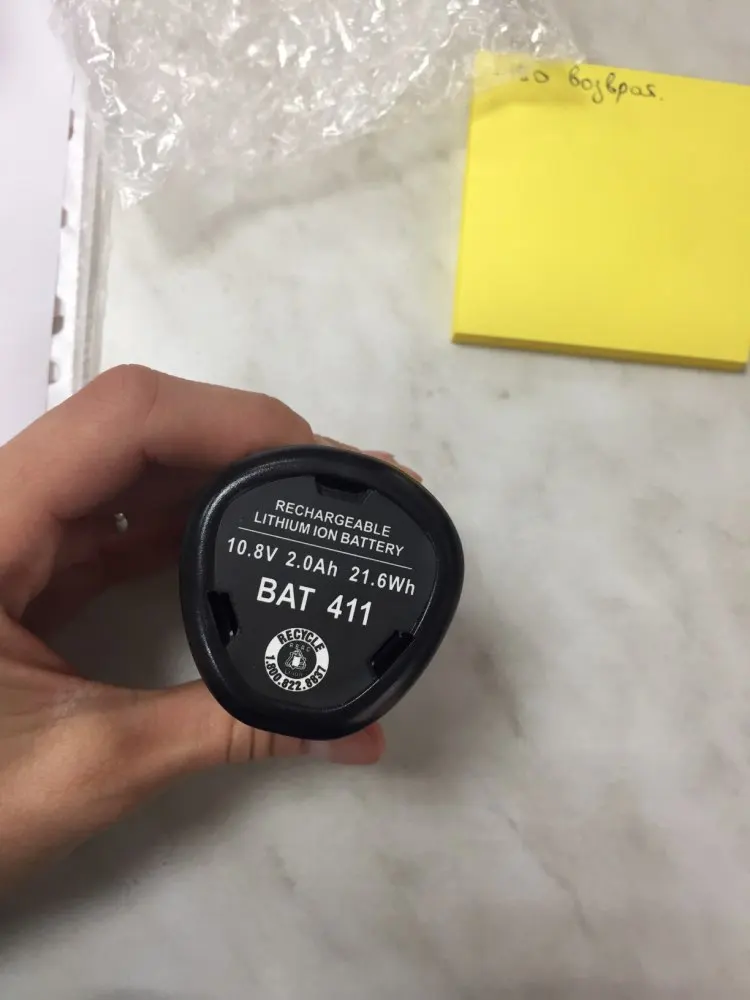 возврат.
RECHARGEABLE
LITHIUM ION BATTERY
10.8V 2.0Ah 21.6Wh
BAT 411
RECYCLE
1.800.822.8837